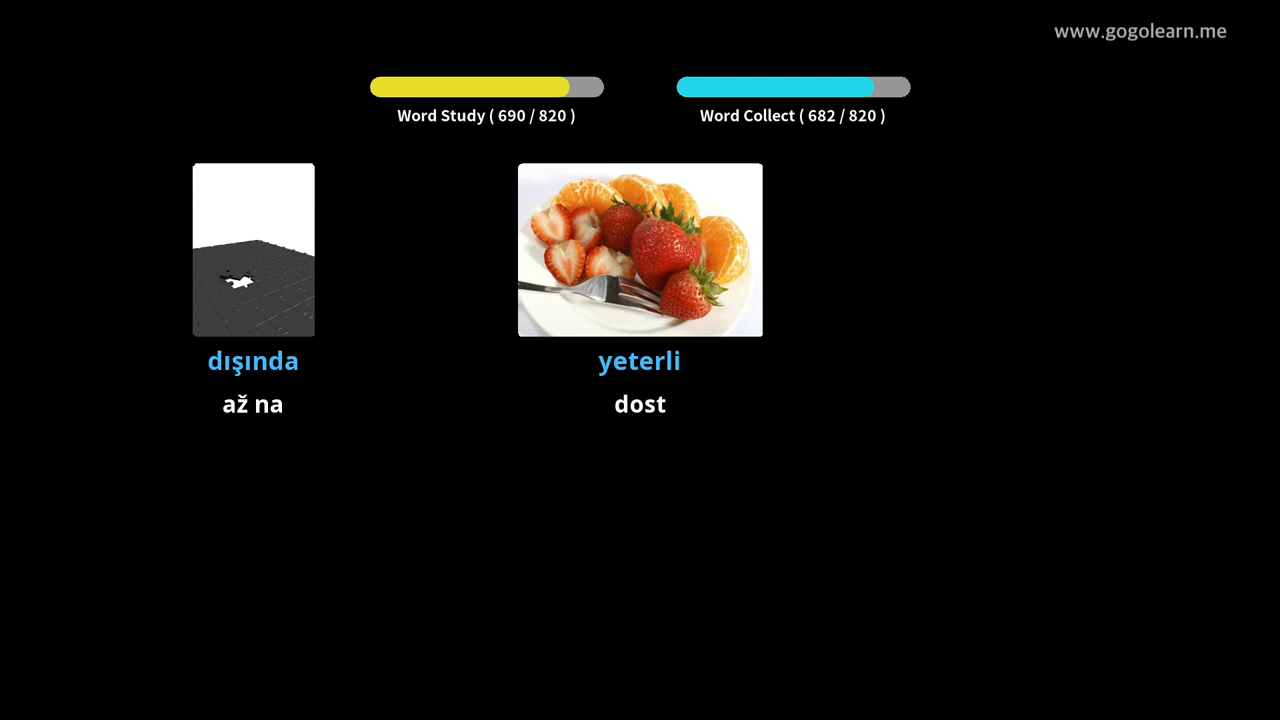 www.gogolearn.me
Word Study ( 690 / 820 )
Word Collect ( 682 / 820 )
dışında
až na
yeterli
dost